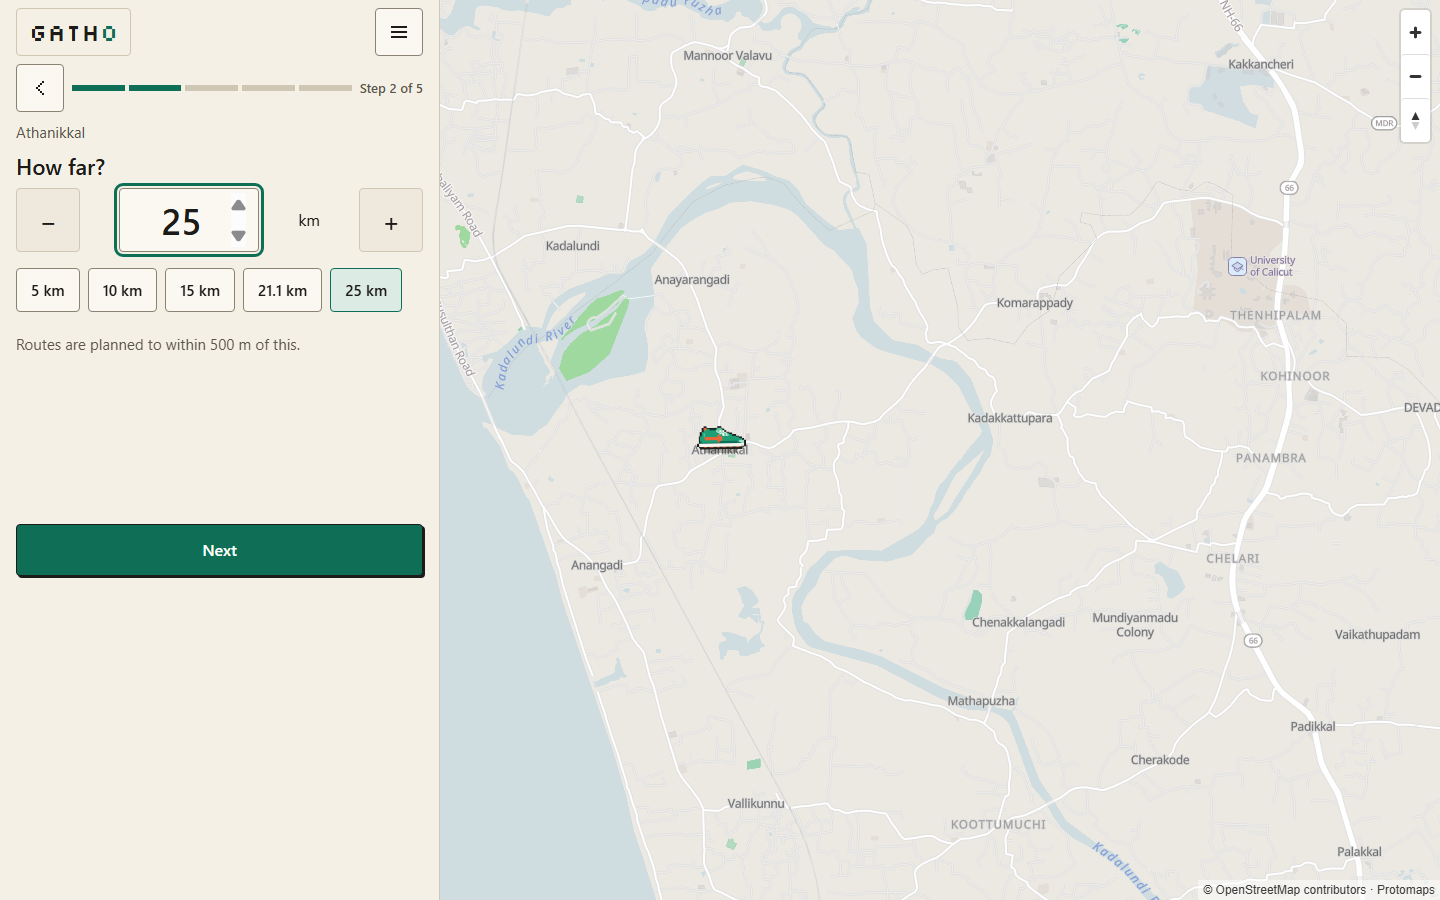 GATHO
Step 2 of 5
Athanikkal
How far?
−
25
km
+
5 km
10 km
15 km
21.1 km
25 km
Routes are planned to within 500 m of this.
Next
Mannoor Valavu
NH-66
Kakkancheri
MDR
66
Kadalundi
Anayarangadi
University
of Calicut
Komarappady
THENHIPALAM
Kadalundi River
KOHINOOR
Kadakkattupara
Athanikkal
PANAMBRA
Anangadi
CHELARI
Chenakkalangadi
Mundiyanmadu
Colony
66
Vaikathupadam
Mathapuzha
Padikkal
Cherakode
Vallikunnu
KOOTTUMUCHI
Palakkal
Kadalundi
© OpenStreetMap contributors · Protomaps